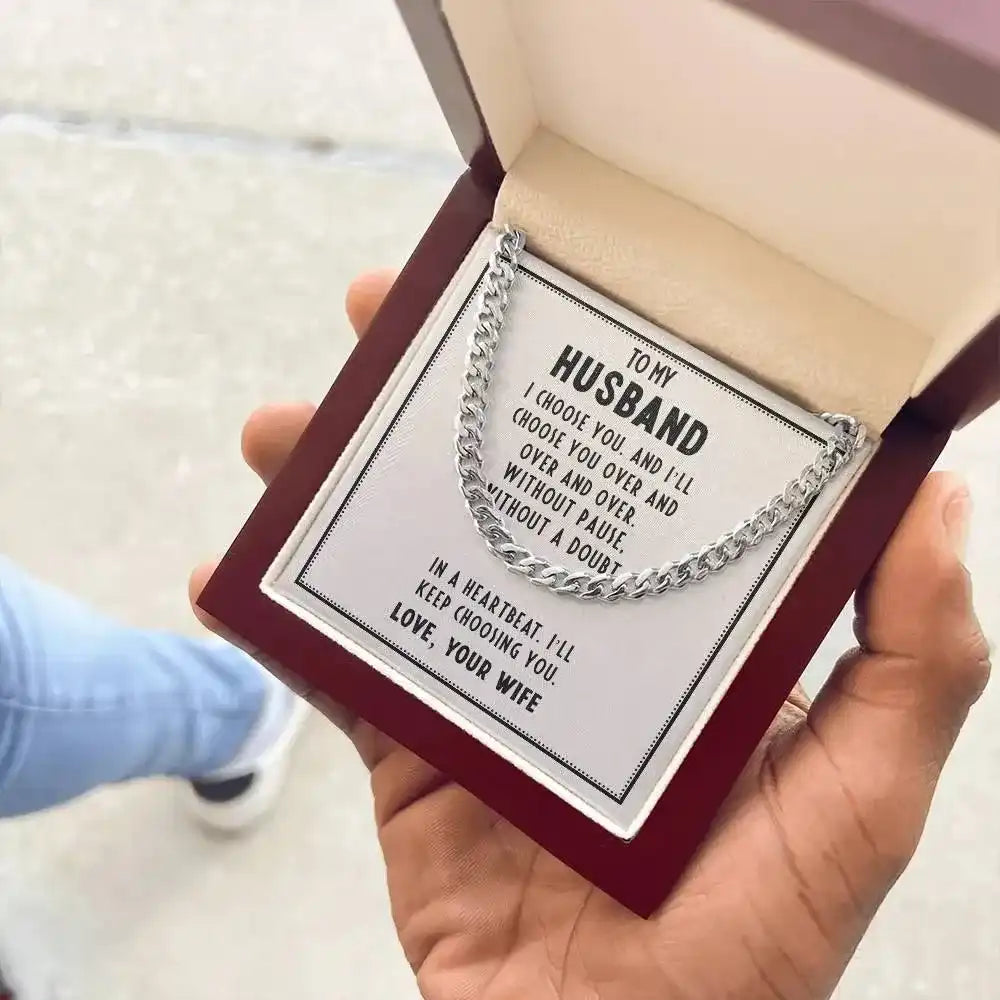 TO MY
HUSBAND
I CHOOSE YOU. AND I'LL
CHOOSE YOU OVER AND
OVER AND OVER.
WITHOUT PAUSE.
WITHOUT A DOUBT
IN A HEARTBEAT. I'LL
KEEP CHOOSING YOU.
LOVE, YOUR WIFE